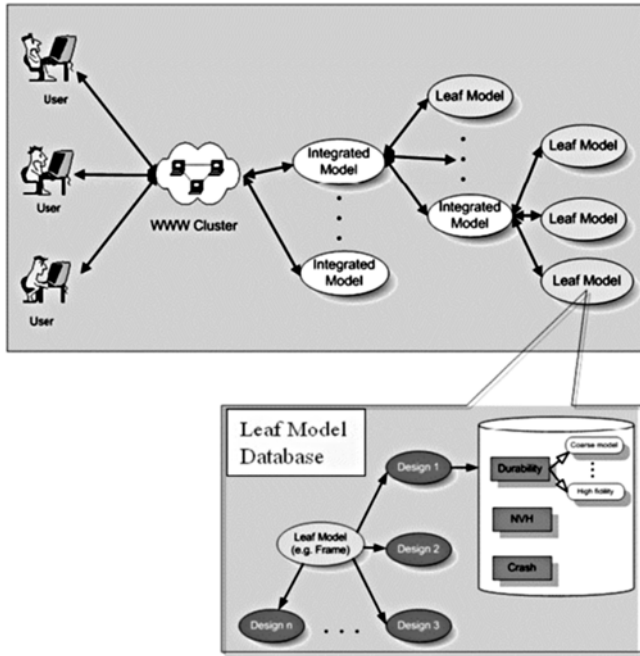 User
User
User
WWW Cluster
Integrated
Model
Integrated
Model
Leaf Model
Integrated
Model
Leaf Model
Leaf Model
Leaf Model
Leaf Model
Database
Leaf Model
(e.g. Frame)
Design 1
Design 2
Design 3
Design n
Durability
Coarse model
High fidility
NVH
Crash